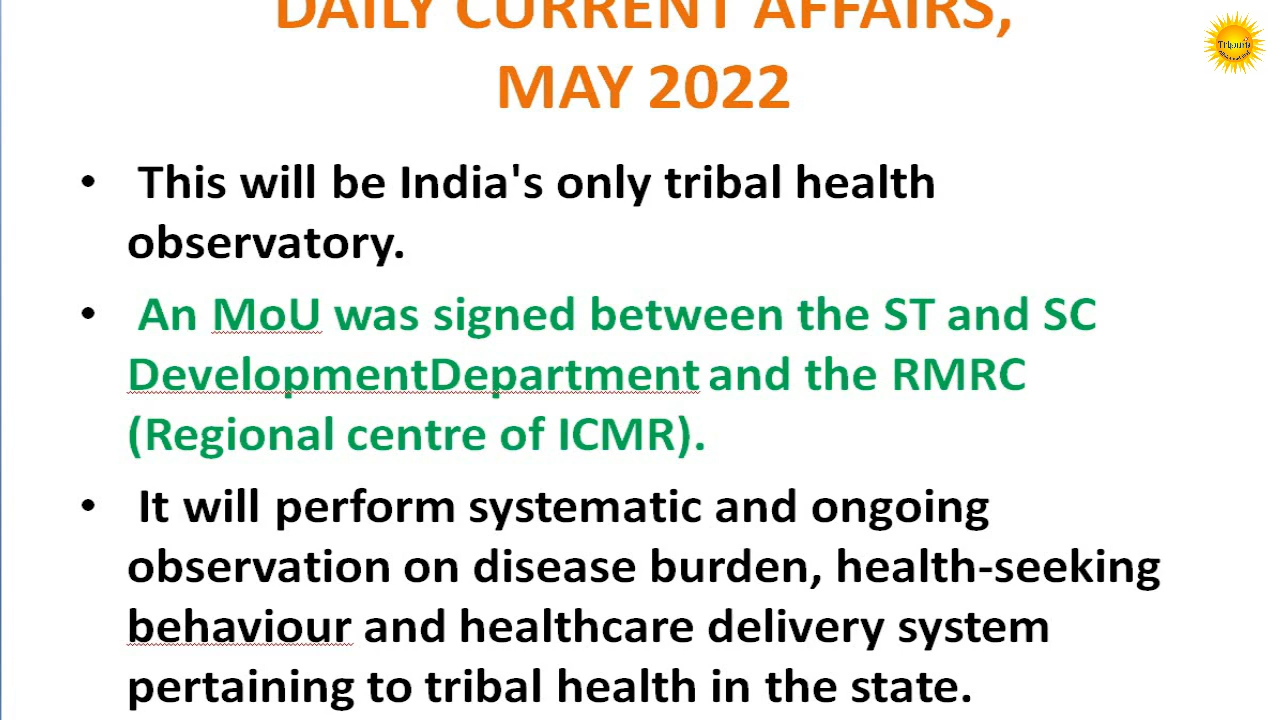 DAILY CURRENT AFFAIRS,
MAY 2022
• This will be India's only tribal health
observatory.
• An MoU was signed between the ST and SC
DevelopmentDepartment and the RMRC
(Regional centre of ICMR).
• It will perform systematic and ongoing
observation on disease burden, health-seeking
behaviour and healthcare delivery system
pertaining to tribal health in the state.